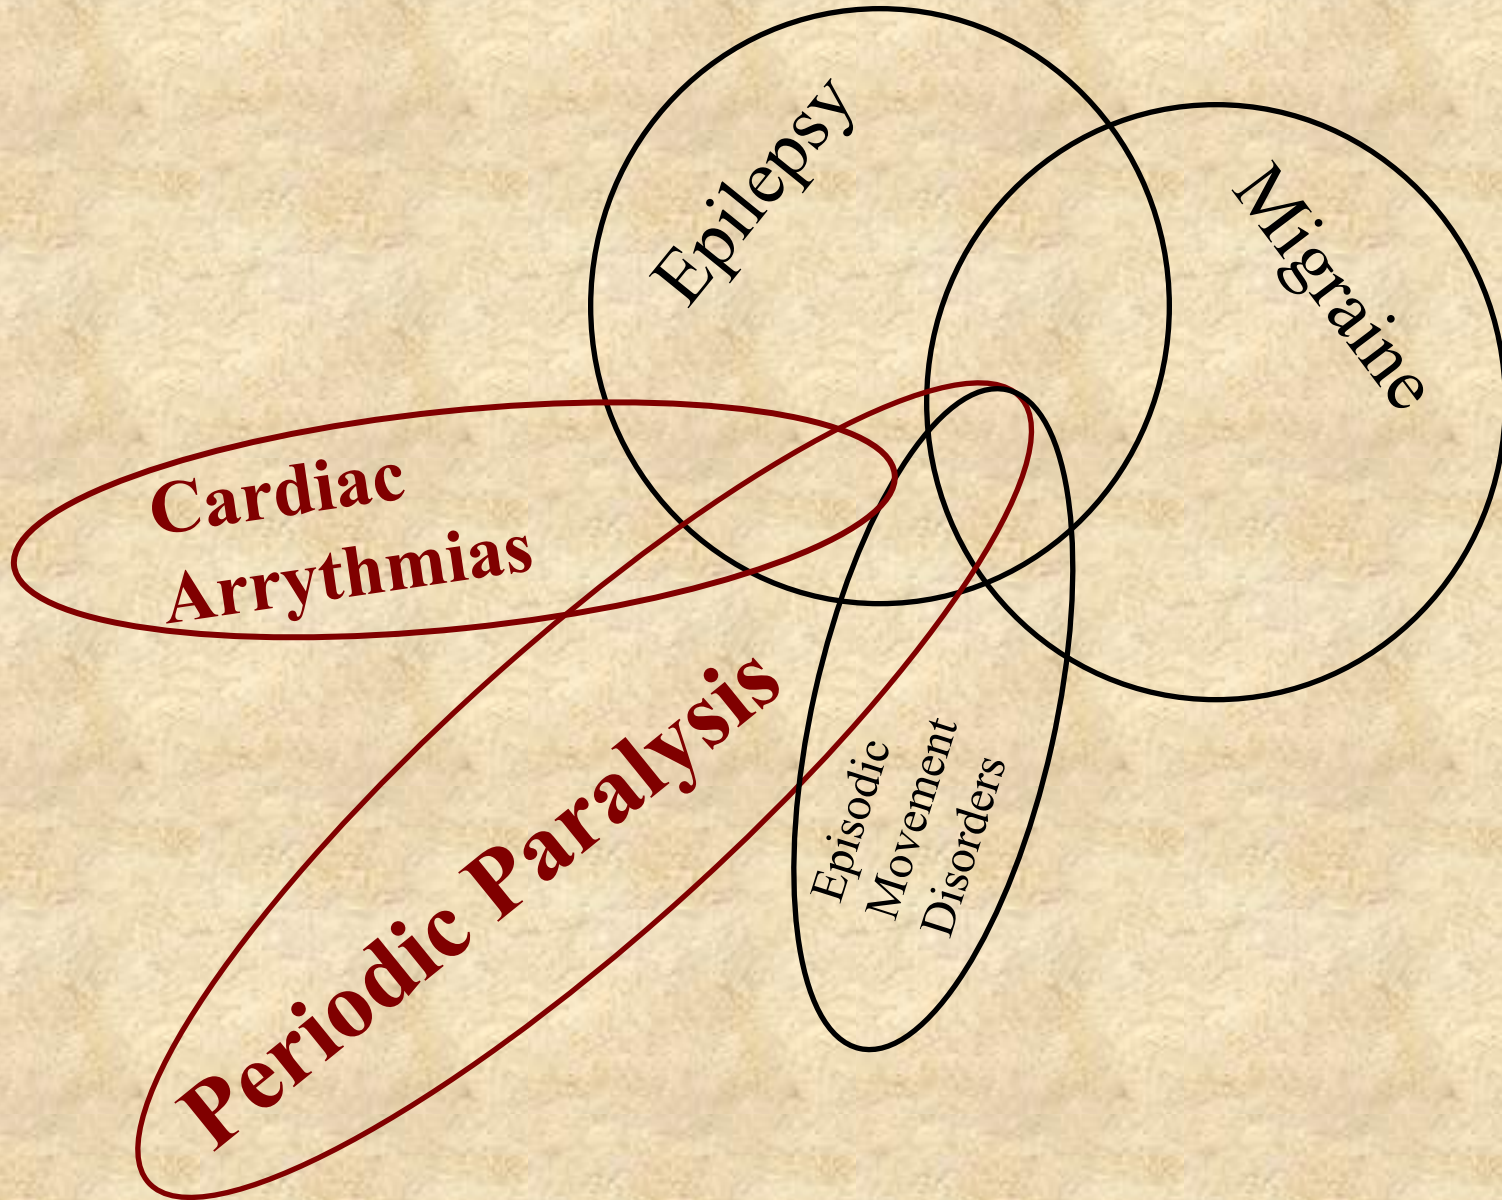 Epilepsy
Migraine
Cardiac
Arrythmias
Periodic Paralysis
Episodic
Movement
Disorders